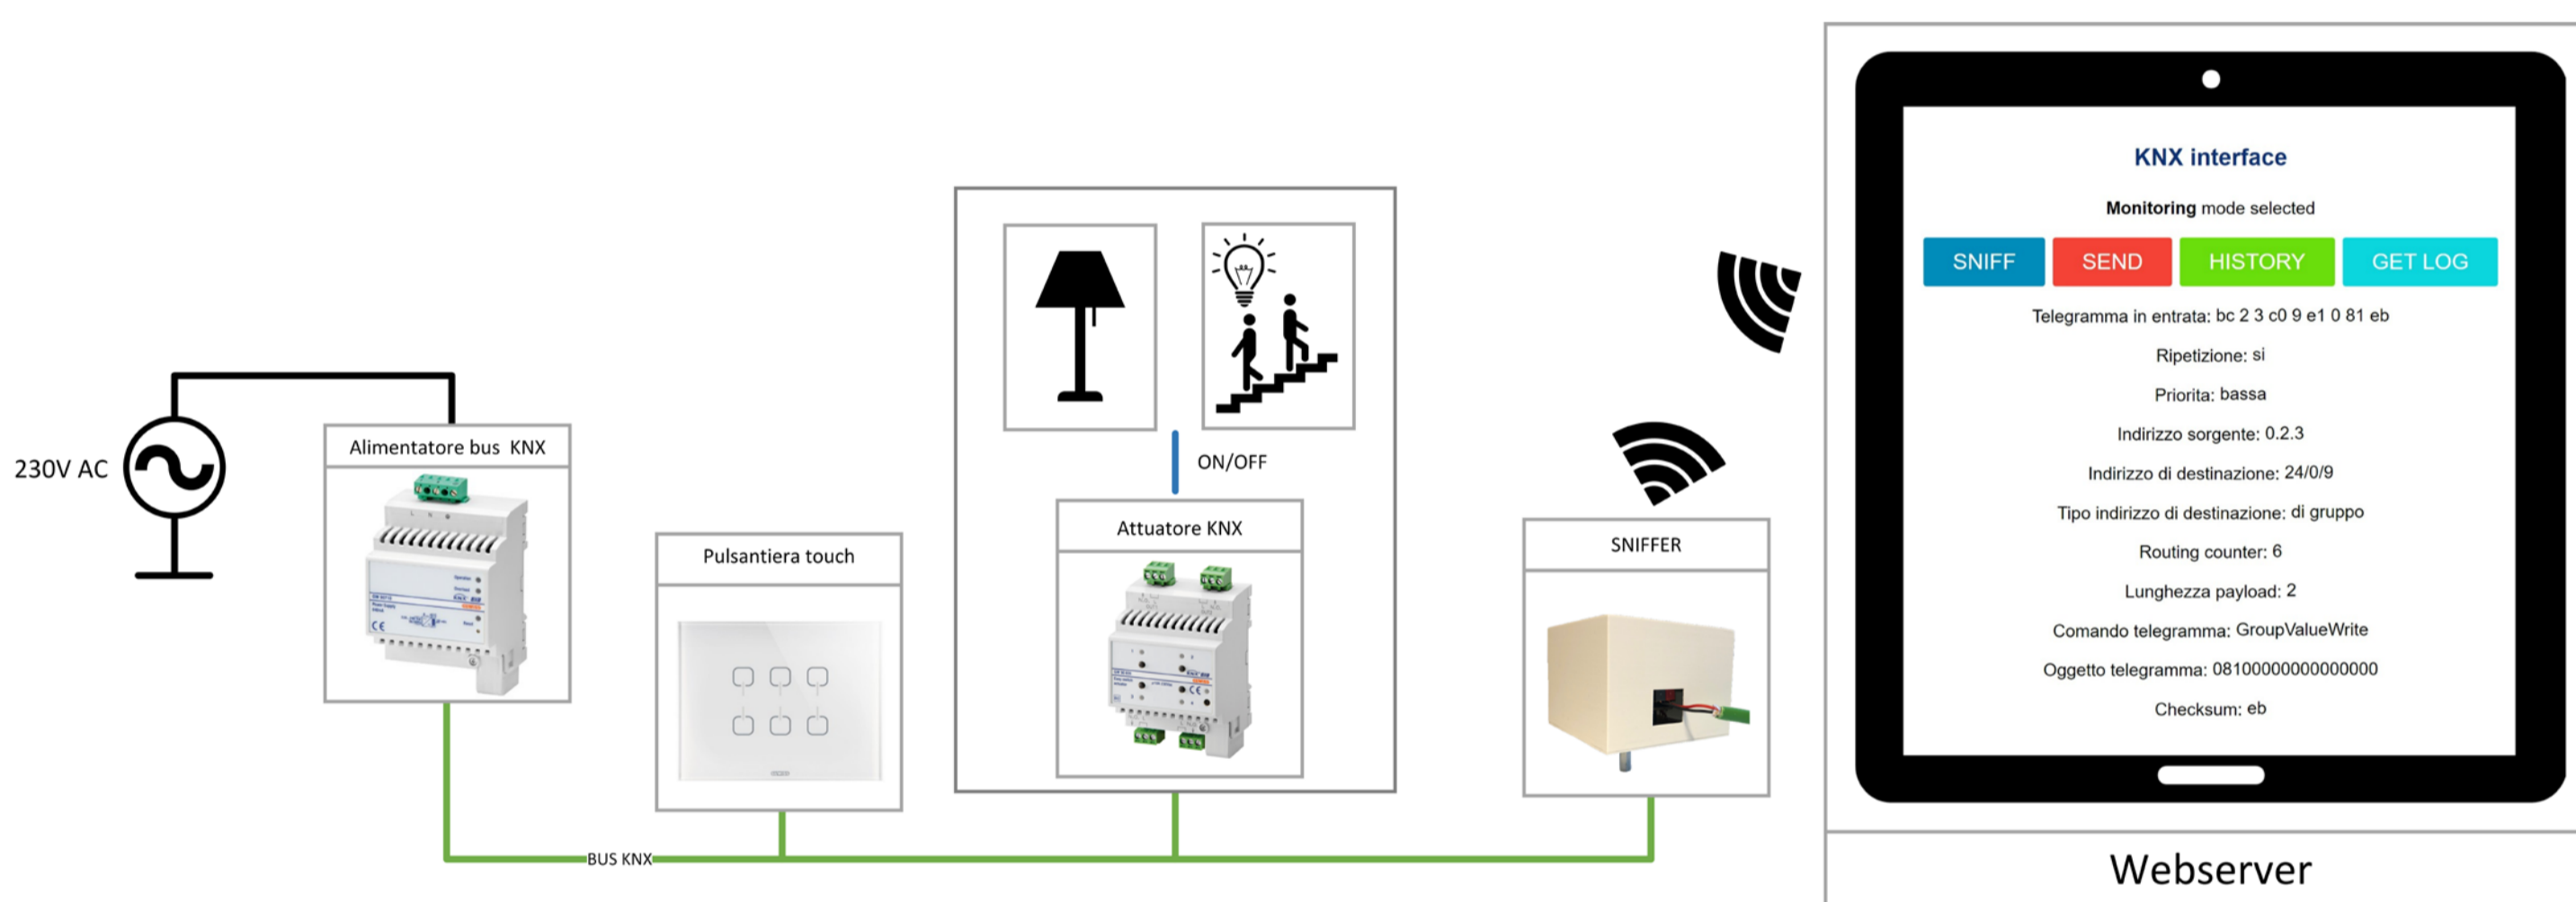 230V AC
Alimentatore bus KNX
Pulsantiera touch
ON/OFF
Attuatore KNX
SNIFFER
BUS KNX
KNX interface
Monitoring mode selected
SNIFF SEND HISTORY GET LOG
Telegramma in entrata: bc 2 3 c0 9 e1 0 81 eb
Ripetizione: si
Priorita: bassa
Indirizzo sorgente: 0.2.3
Indirizzo di destinazione: 24/0/9
Tipo indirizzo di destinazione: di gruppo
Routing counter: 6
Lunghezza payload: 2
Comando telegramma: GroupValueWrite
Oggetto telegramma: 08100000000000000
Checksum: eb
Webserver